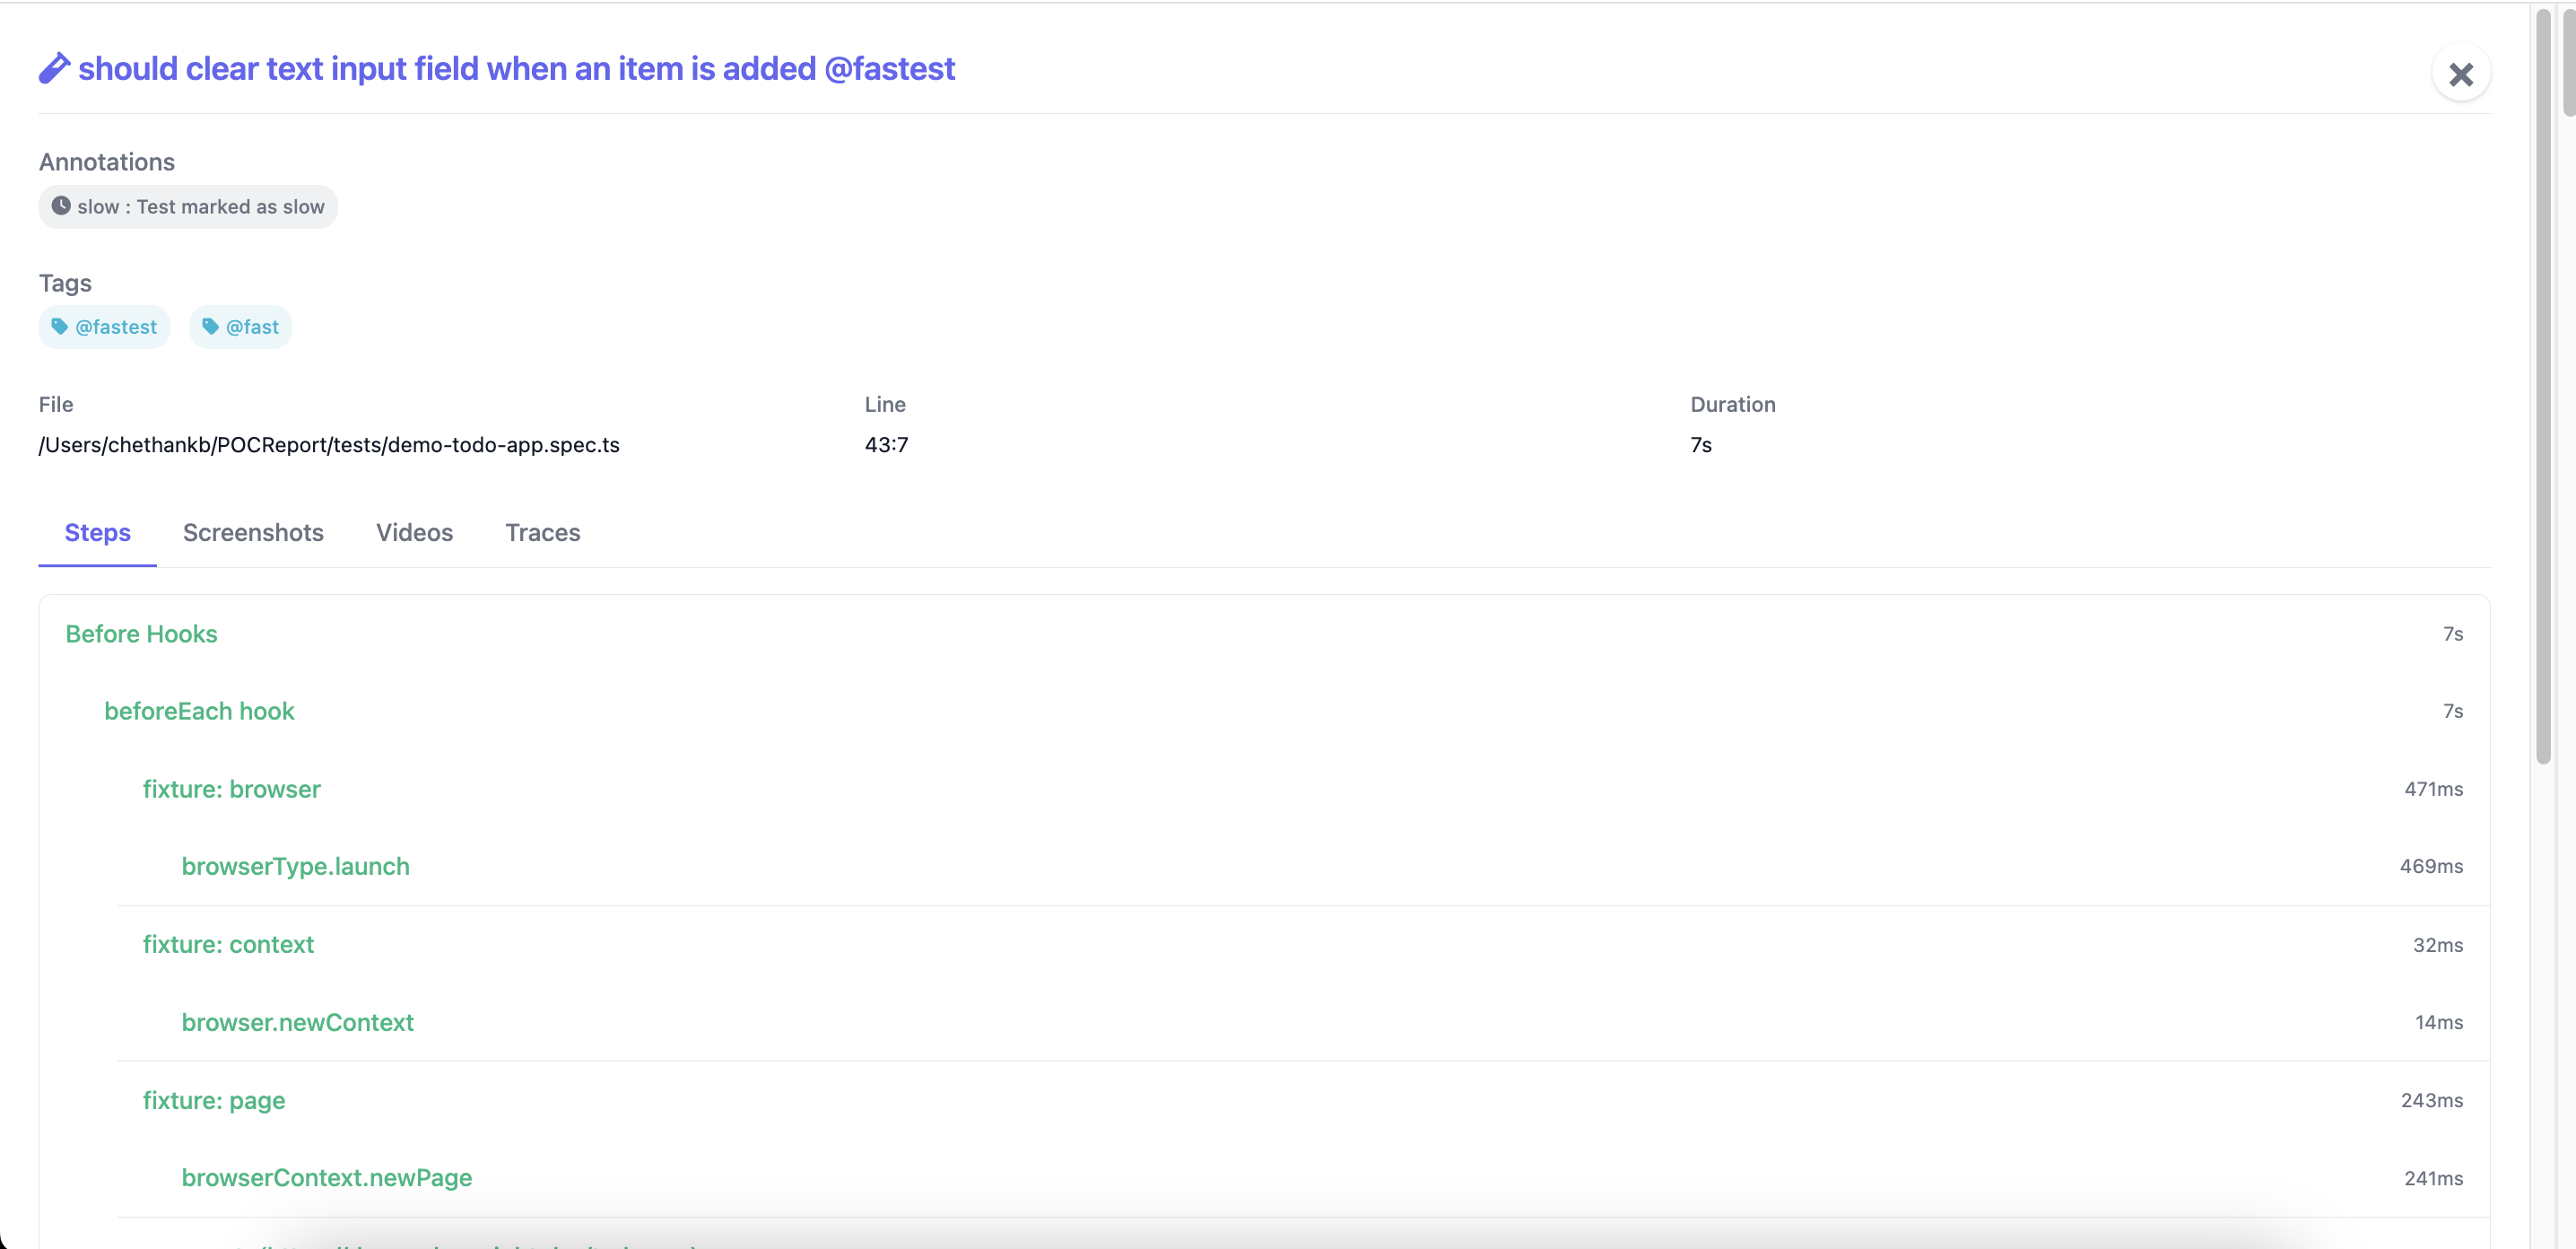 should clear text input field when an item is added @fastest
Annotations
slow : Test marked as slow
Tags
@fastest @fast
File Line Duration
/Users/chethankb/POCReport/tests/demo-todo-app.spec.ts 43:7 7s
Steps Screenshots Videos Traces
Before Hooks 7s
beforeEach hook 7s
fixture: browser 471ms
browserType.launch 469ms
fixture: context 32ms
browser.newContext 14ms
fixture: page 243ms
browserContext.newPage 241ms